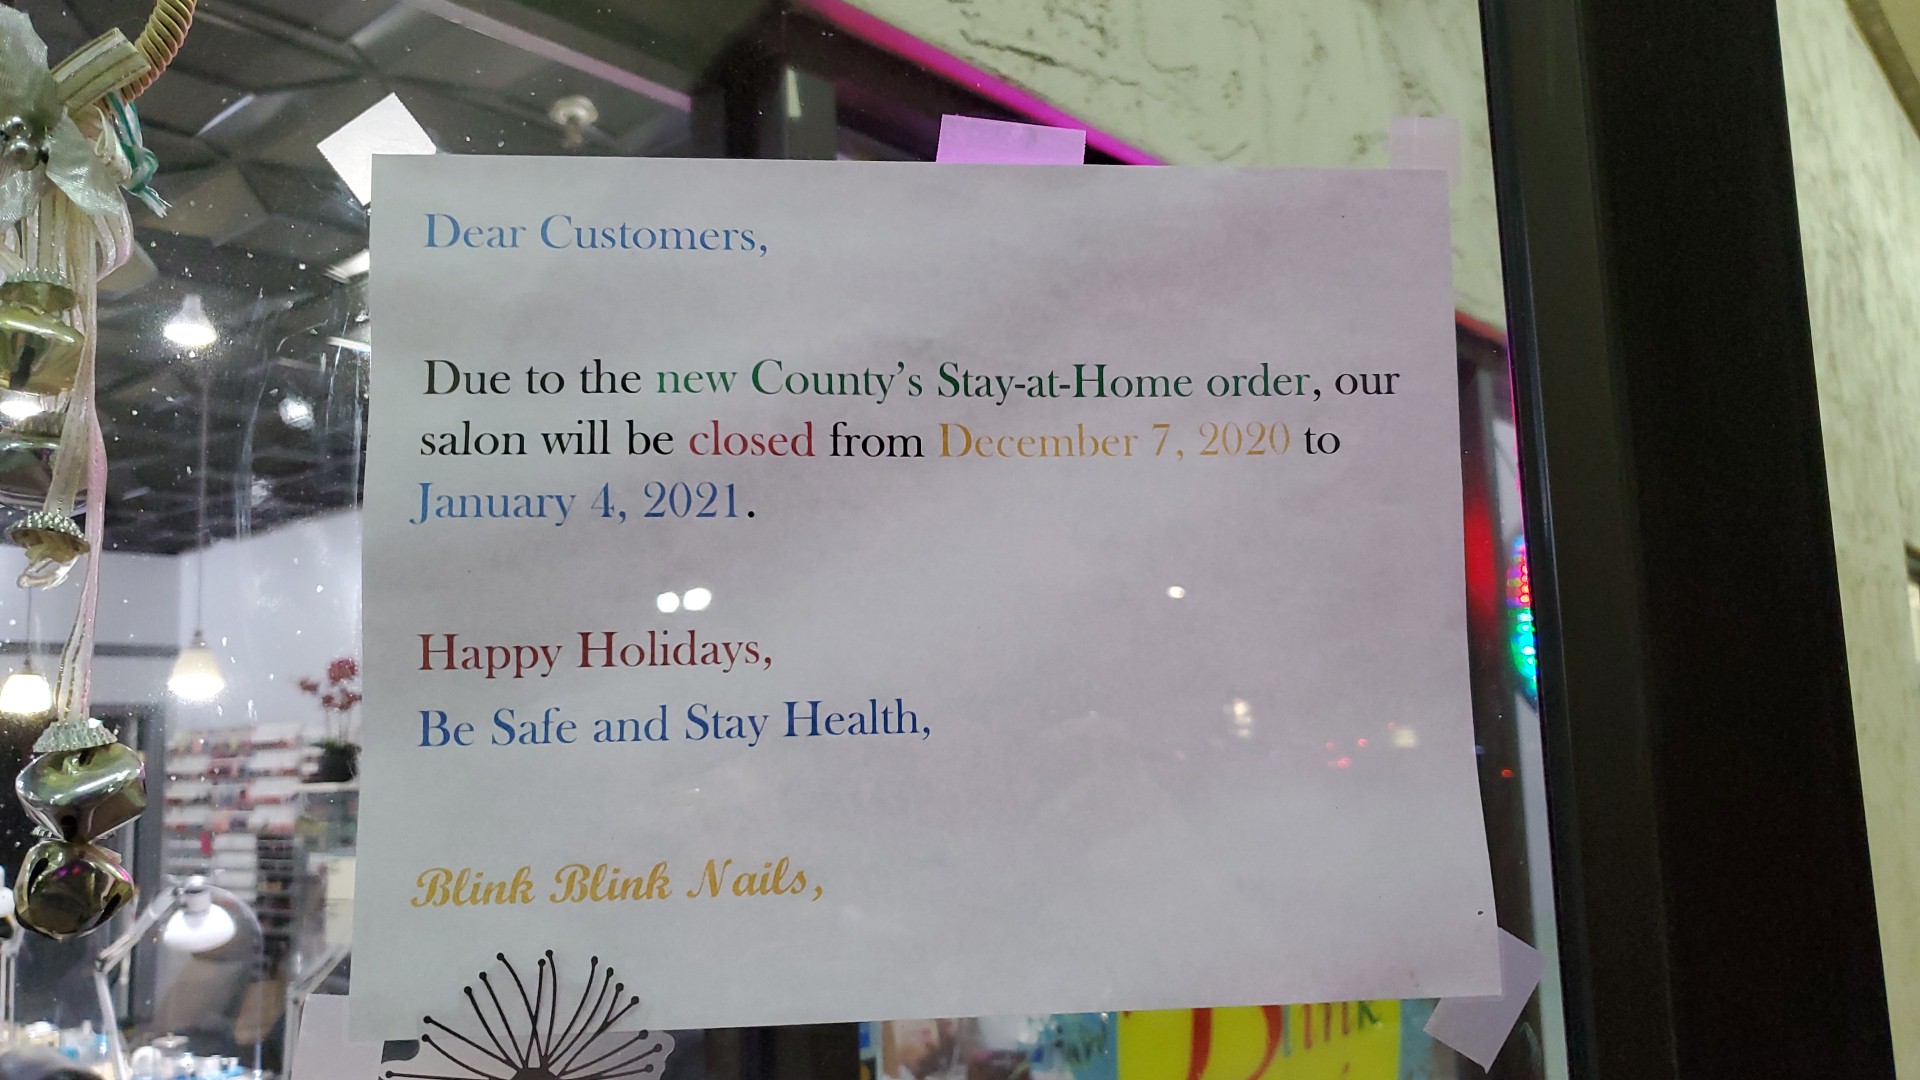 Dear Customers,
Due to the new County's Stay-at-Home order, our
salon will be closed from December 7, 2020 to
January 4, 2021.
Happy Holidays,
Be Safe and Stay Health,
Blink Blink Nails,
Blink